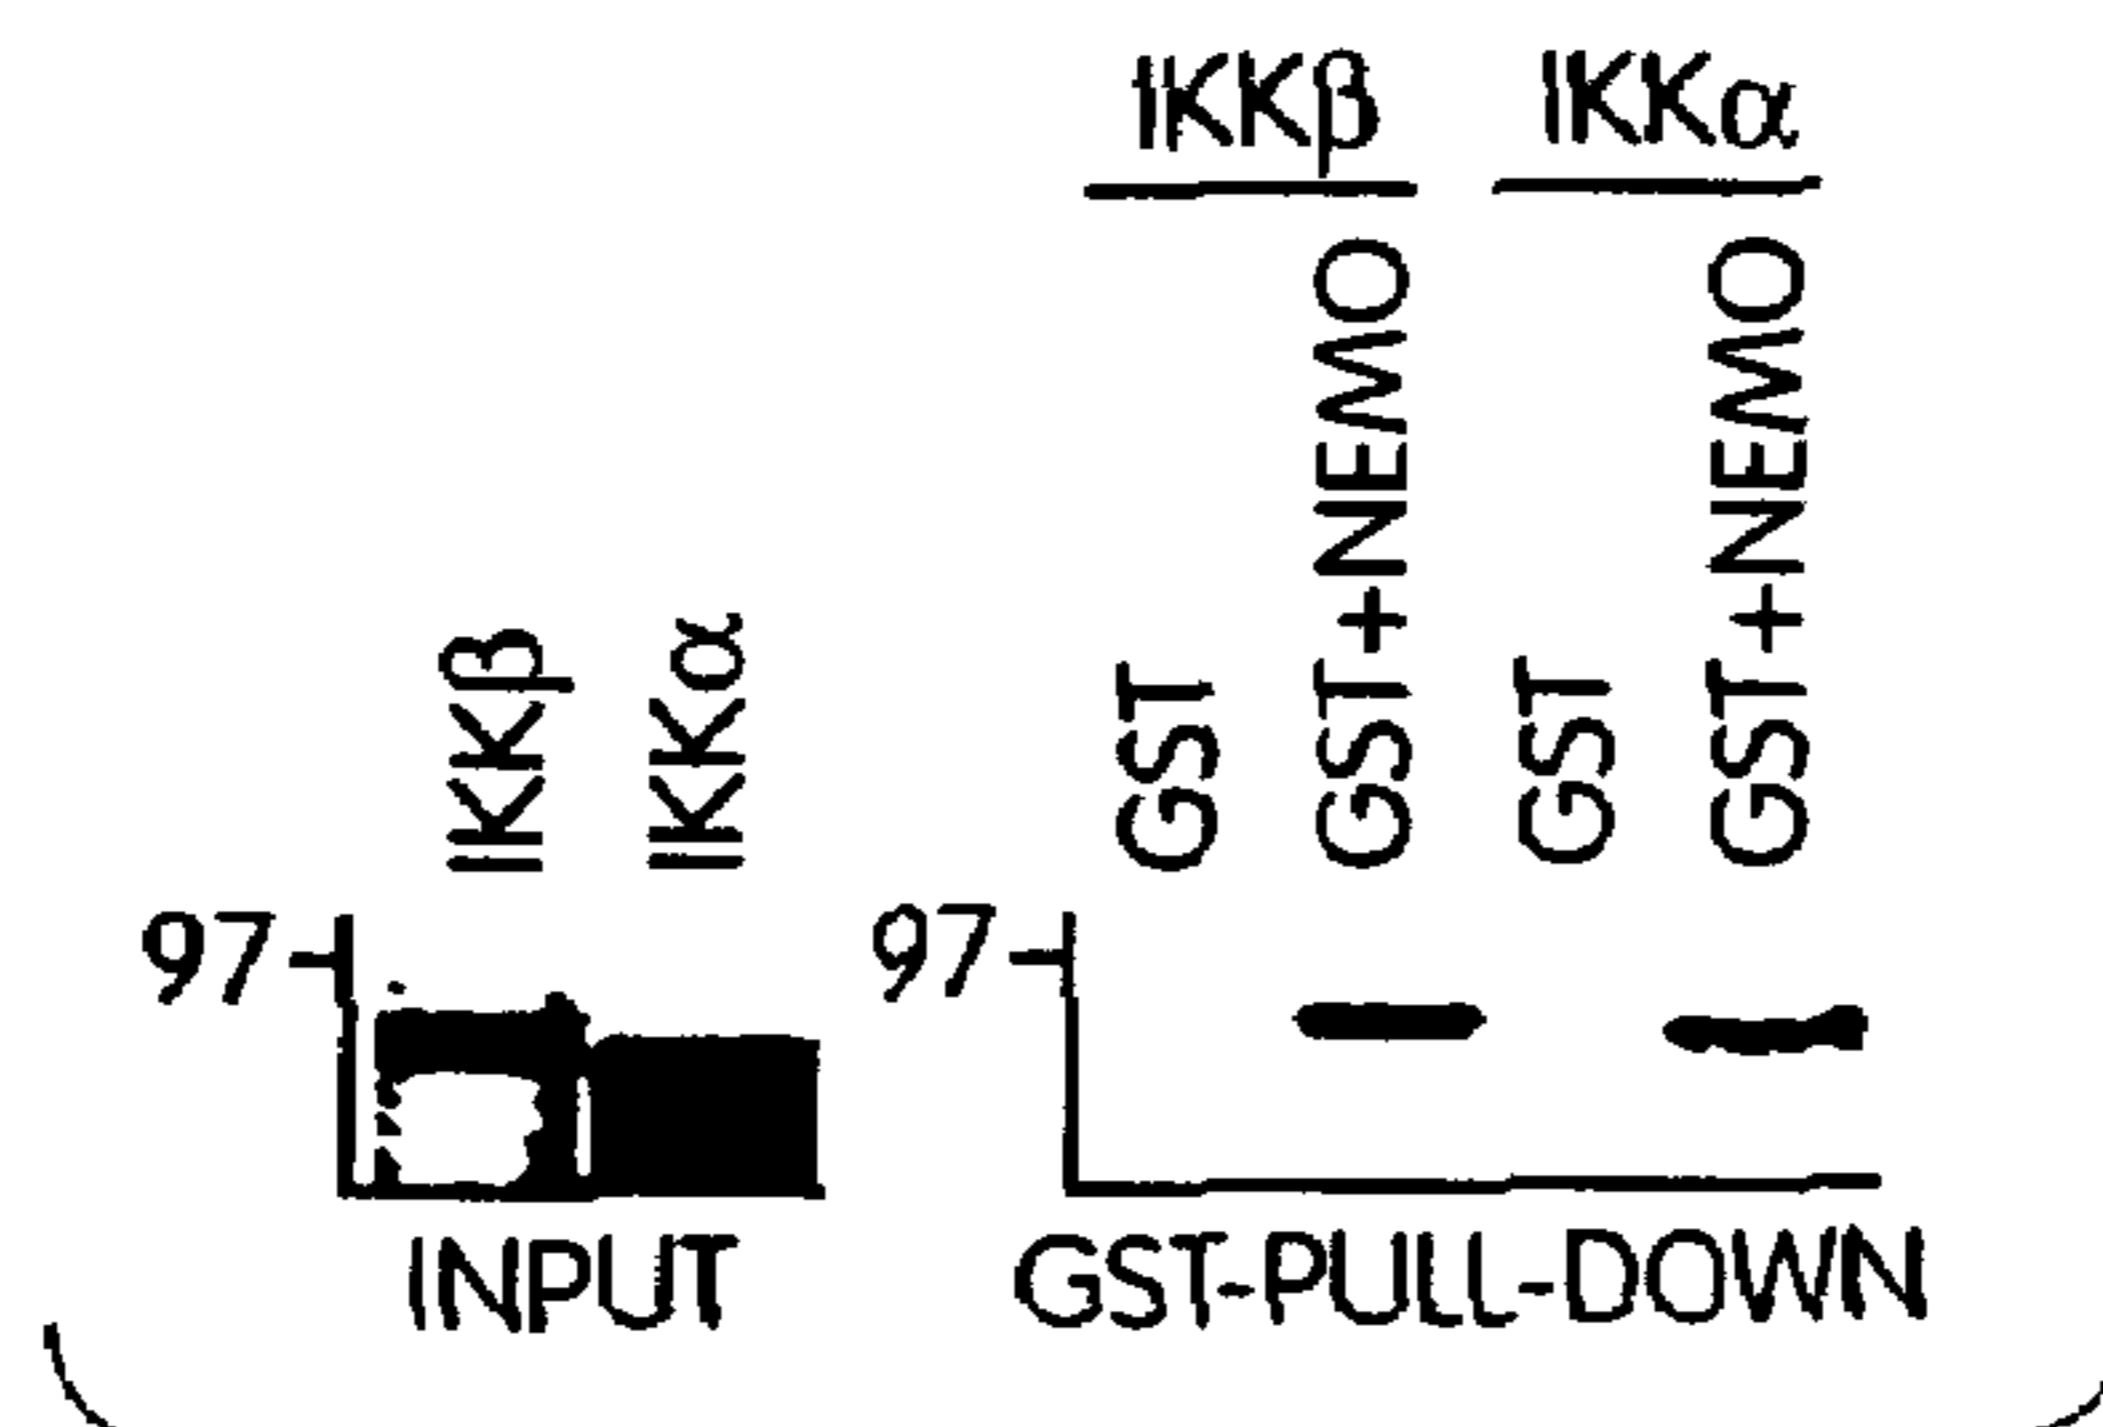 IKKβ IKKα
GST GST+NEMO GST GST+NEMO
IKKβ IKKα
97 97
INPUT GST-PULL-DOWN